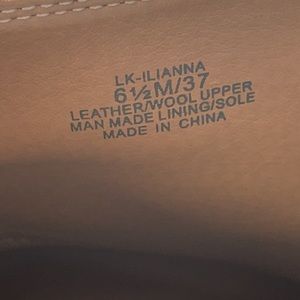 LK-ILIANNA
6½M/37
LEATHER/WOOL UPPER
MAN MADE LINING/SOLE
MADE IN CHINA